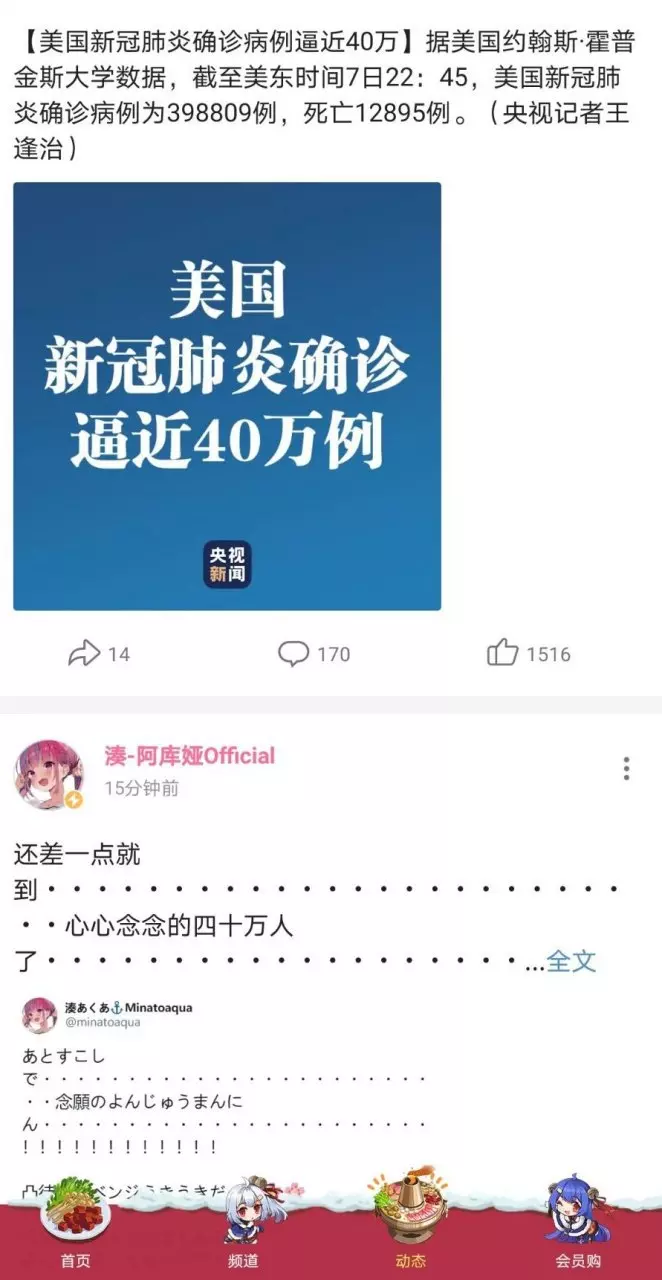 【美国新冠肺炎确诊病例逼近40万】据美国约翰斯·霍普
金斯大学数据，截至美东时间7日22：45，美国新冠肺
炎确诊病例为398809例，死亡12895例。（央视记者王
逢治）
美国
新冠肺炎确诊
逼近40万例
央视
新闻
14
170
1516
湊-阿库娅Official
15分钟前
还差一点就
到・・・・・・・・・・・・・・・・・・・・・・・
・・心心念念的四十万人
了・・・・・・・・・・・・・・・・・・・...全文
湊あくあ⚓Minatoaqua
@minatoaqua
あとすこし
で・・・・・・・・・・・・・・・・・・・・・・・
・・念願のよんじゅうまんに
ん・・・・・・・・・・・・・・・・・・・・・・・
！！！！！！！！！！！！
首页
频道
动态
会员购